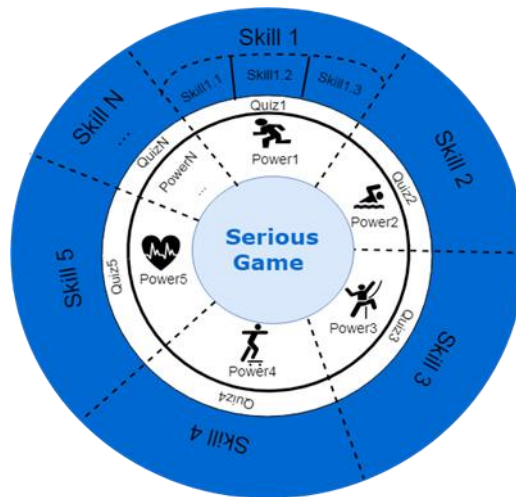 Skill 1
Skill1.1
Skill1.2
Skill1.3
Quiz1
Power1
Skill 2
Quiz2
Power2
Skill 3
Quiz3
Power3
Skill 4
Quiz4
Power4
Skill 5
Quiz5
Power5
Skill N
...
QuizN
PowerN
...
Serious
Game